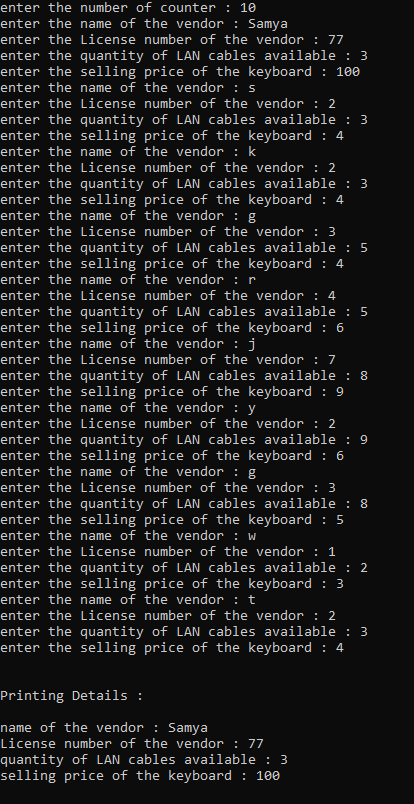 enter the number of counter : 10
enter the name of the vendor : Samya
enter the License number of the vendor : 77
enter the quantity of LAN cables available : 3
enter the selling price of the keyboard : 100
enter the name of the vendor : s
enter the License number of the vendor : 2
enter the quantity of LAN cables available : 3
enter the selling price of the keyboard : 4
enter the name of the vendor : k
enter the License number of the vendor : 2
enter the quantity of LAN cables available : 3
enter the selling price of the keyboard : 4
enter the name of the vendor : g
enter the License number of the vendor : 3
enter the quantity of LAN cables available : 5
enter the selling price of the keyboard : 4
enter the name of the vendor : r
enter the License number of the vendor : 4
enter the quantity of LAN cables available : 5
enter the selling price of the keyboard : 6
enter the name of the vendor : j
enter the License number of the vendor : 7
enter the quantity of LAN cables available : 8
enter the selling price of the keyboard : 9
enter the name of the vendor : y
enter the License number of the vendor : 2
enter the quantity of LAN cables available : 9
enter the selling price of the keyboard : 6
enter the name of the vendor : g
enter the License number of the vendor : 3
enter the quantity of LAN cables available : 8
enter the selling price of the keyboard : 5
enter the name of the vendor : w
enter the License number of the vendor : 1
enter the quantity of LAN cables available : 2
enter the selling price of the keyboard : 3
enter the name of the vendor : t
enter the License number of the vendor : 2
enter the quantity of LAN cables available : 3
enter the selling price of the keyboard : 4
Printing Details :
name of the vendor : Samya
License number of the vendor : 77
quantity of LAN cables available : 3
selling price of the keyboard : 100